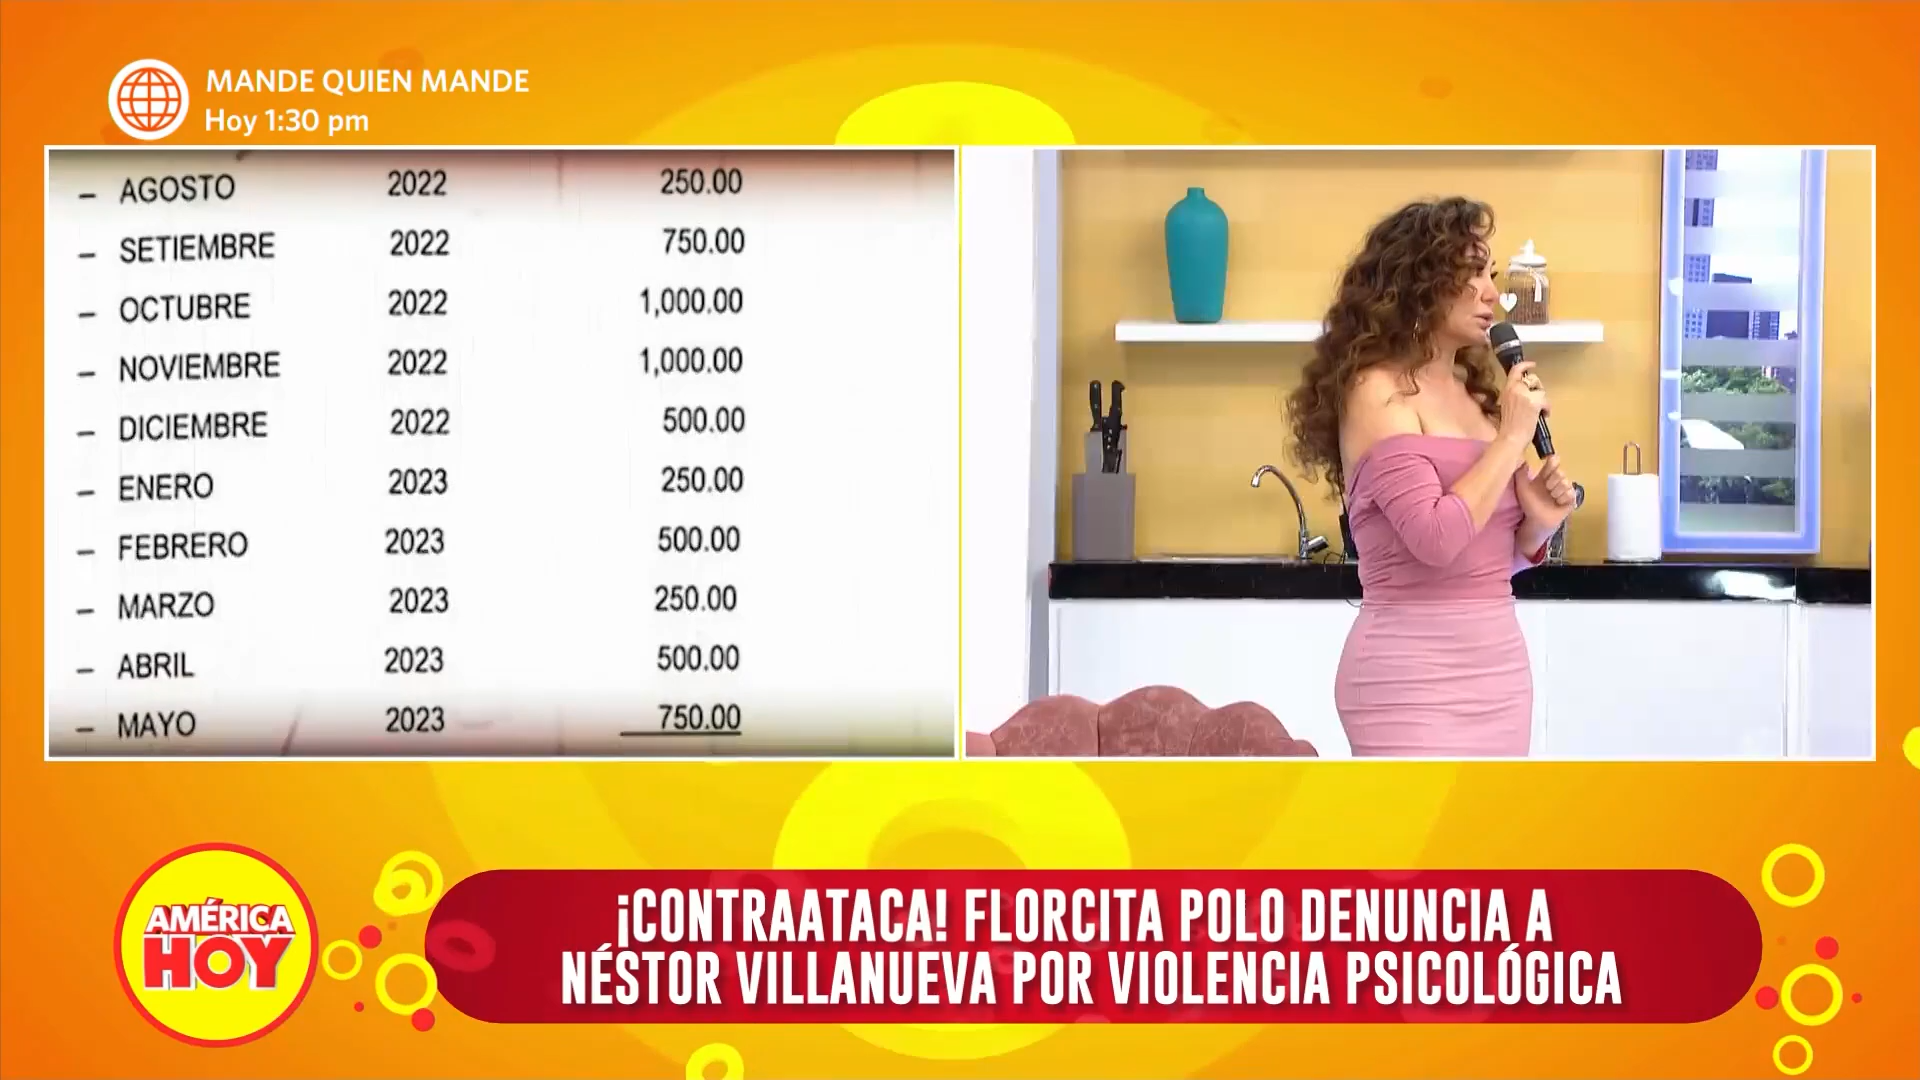 MANDE QUIEN MANDE
Hoy 1:30 pm
– AGOSTO 2022 250.00
– SETIEMBRE 2022 750.00
– OCTUBRE 2022 1,000.00
– NOVIEMBRE 2022 1,000.00
– DICIEMBRE 2022 500.00
– ENERO 2023 250.00
– FEBRERO 2023 500.00
– MARZO 2023 250.00
– ABRIL 2023 500.00
– MAYO 2023 750.00
AMÉRICA
HOY
¡CONTRAATACA! FLORCITA POLO DENUNCIA A
NÉSTOR VILLANUEVA POR VIOLENCIA PSICOLÓGICA